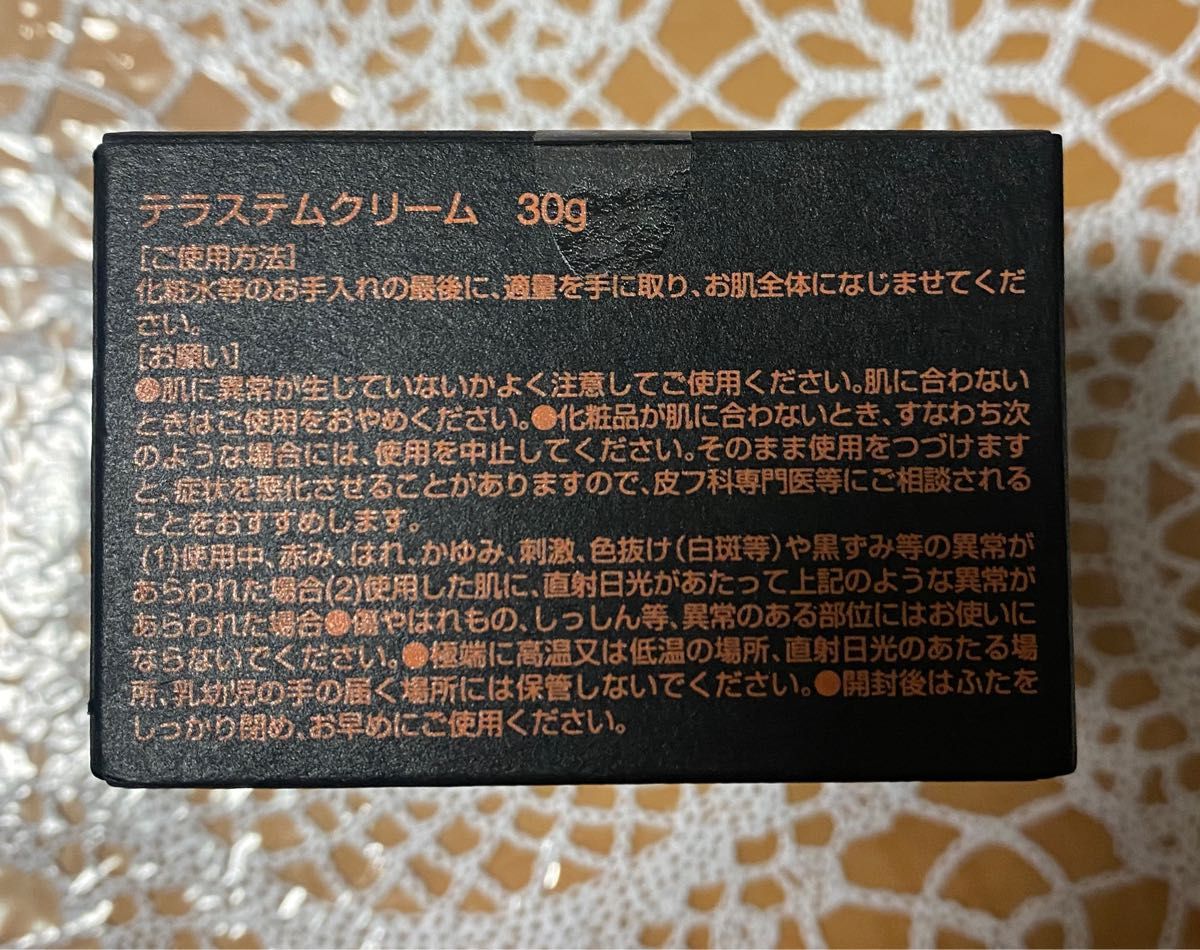 テラステムクリーム 30g
[ご使用方法]
化粧水等のお手入れの最後に、適量を手に取り、お肌全体になじませてくだ
さい。
[お願い]
●肌に異常が生じていないかよく注意してご使用ください。肌に合わない
ときはご使用をおやめください。●化粧品が肌に合わないとき、すなわち次
のような場合には、使用を中止してください。そのまま使用をつづけます
と、症状を悪化させることがありますので、皮フ科専門医等にご相談される
ことをおすすめします。
(1)使用中、赤み、はれ、かゆみ、刺激、色抜け(白斑等)や黒ずみ等の異常が
あらわれた場合(2)使用した肌に、直射日光があたって上記のような異常が
あらわれた場合●傷やはれもの、しっしん等、異常のある部位にはお使いに
ならないでください。●極端に高温又は低温の場所、直射日光のあたる場
所、乳幼児の手の届く場所には保管しないでください。●開封後はふたを
しっかり閉め、お早めにご使用ください。